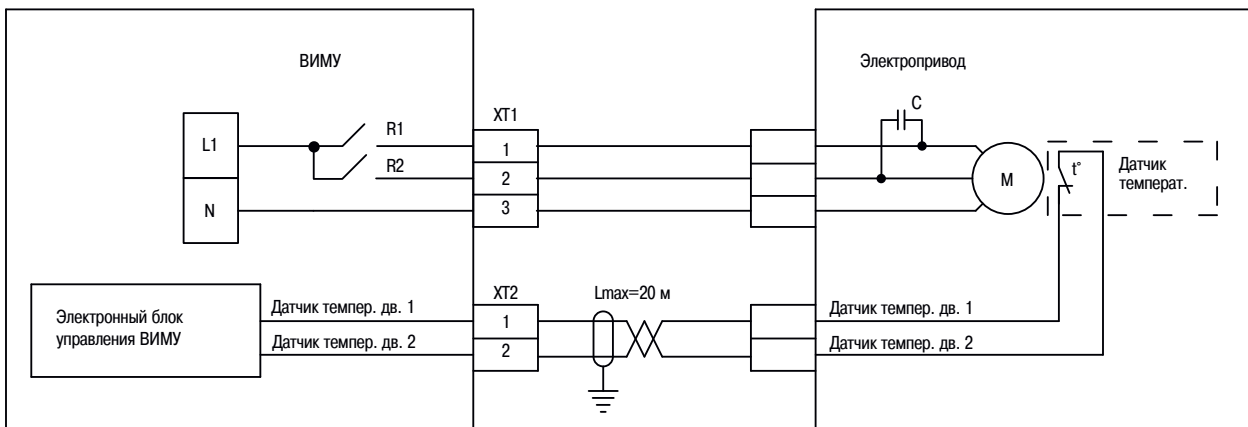 ВИМУ
Электропривод
L1
N
R1
R2
XT1
1
2
3
C
M
t°
Датчик
температ.
Электронный блок
управления ВИМУ
Датчик темпер. дв. 1
Датчик темпер. дв. 2
XT2
1
2
Lmax=20 м
Датчик темпер. дв. 1
Датчик темпер. дв. 2